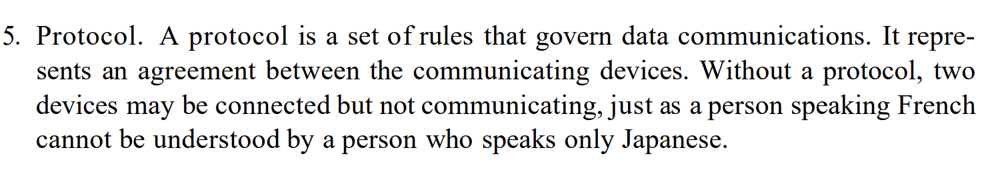 5. Protocol. A protocol is a set of rules that govern data communications. It repre-
sents an agreement between the communicating devices. Without a protocol, two
devices may be connected but not communicating, just as a person speaking French
cannot be understood by a person who speaks only Japanese.